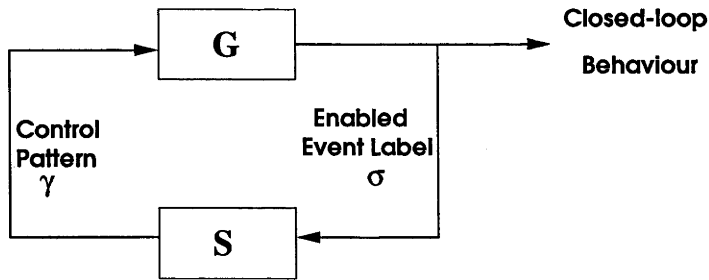 G
Closed-loop
Behaviour
Control
Pattern
γ
Enabled
Event Label
σ
S